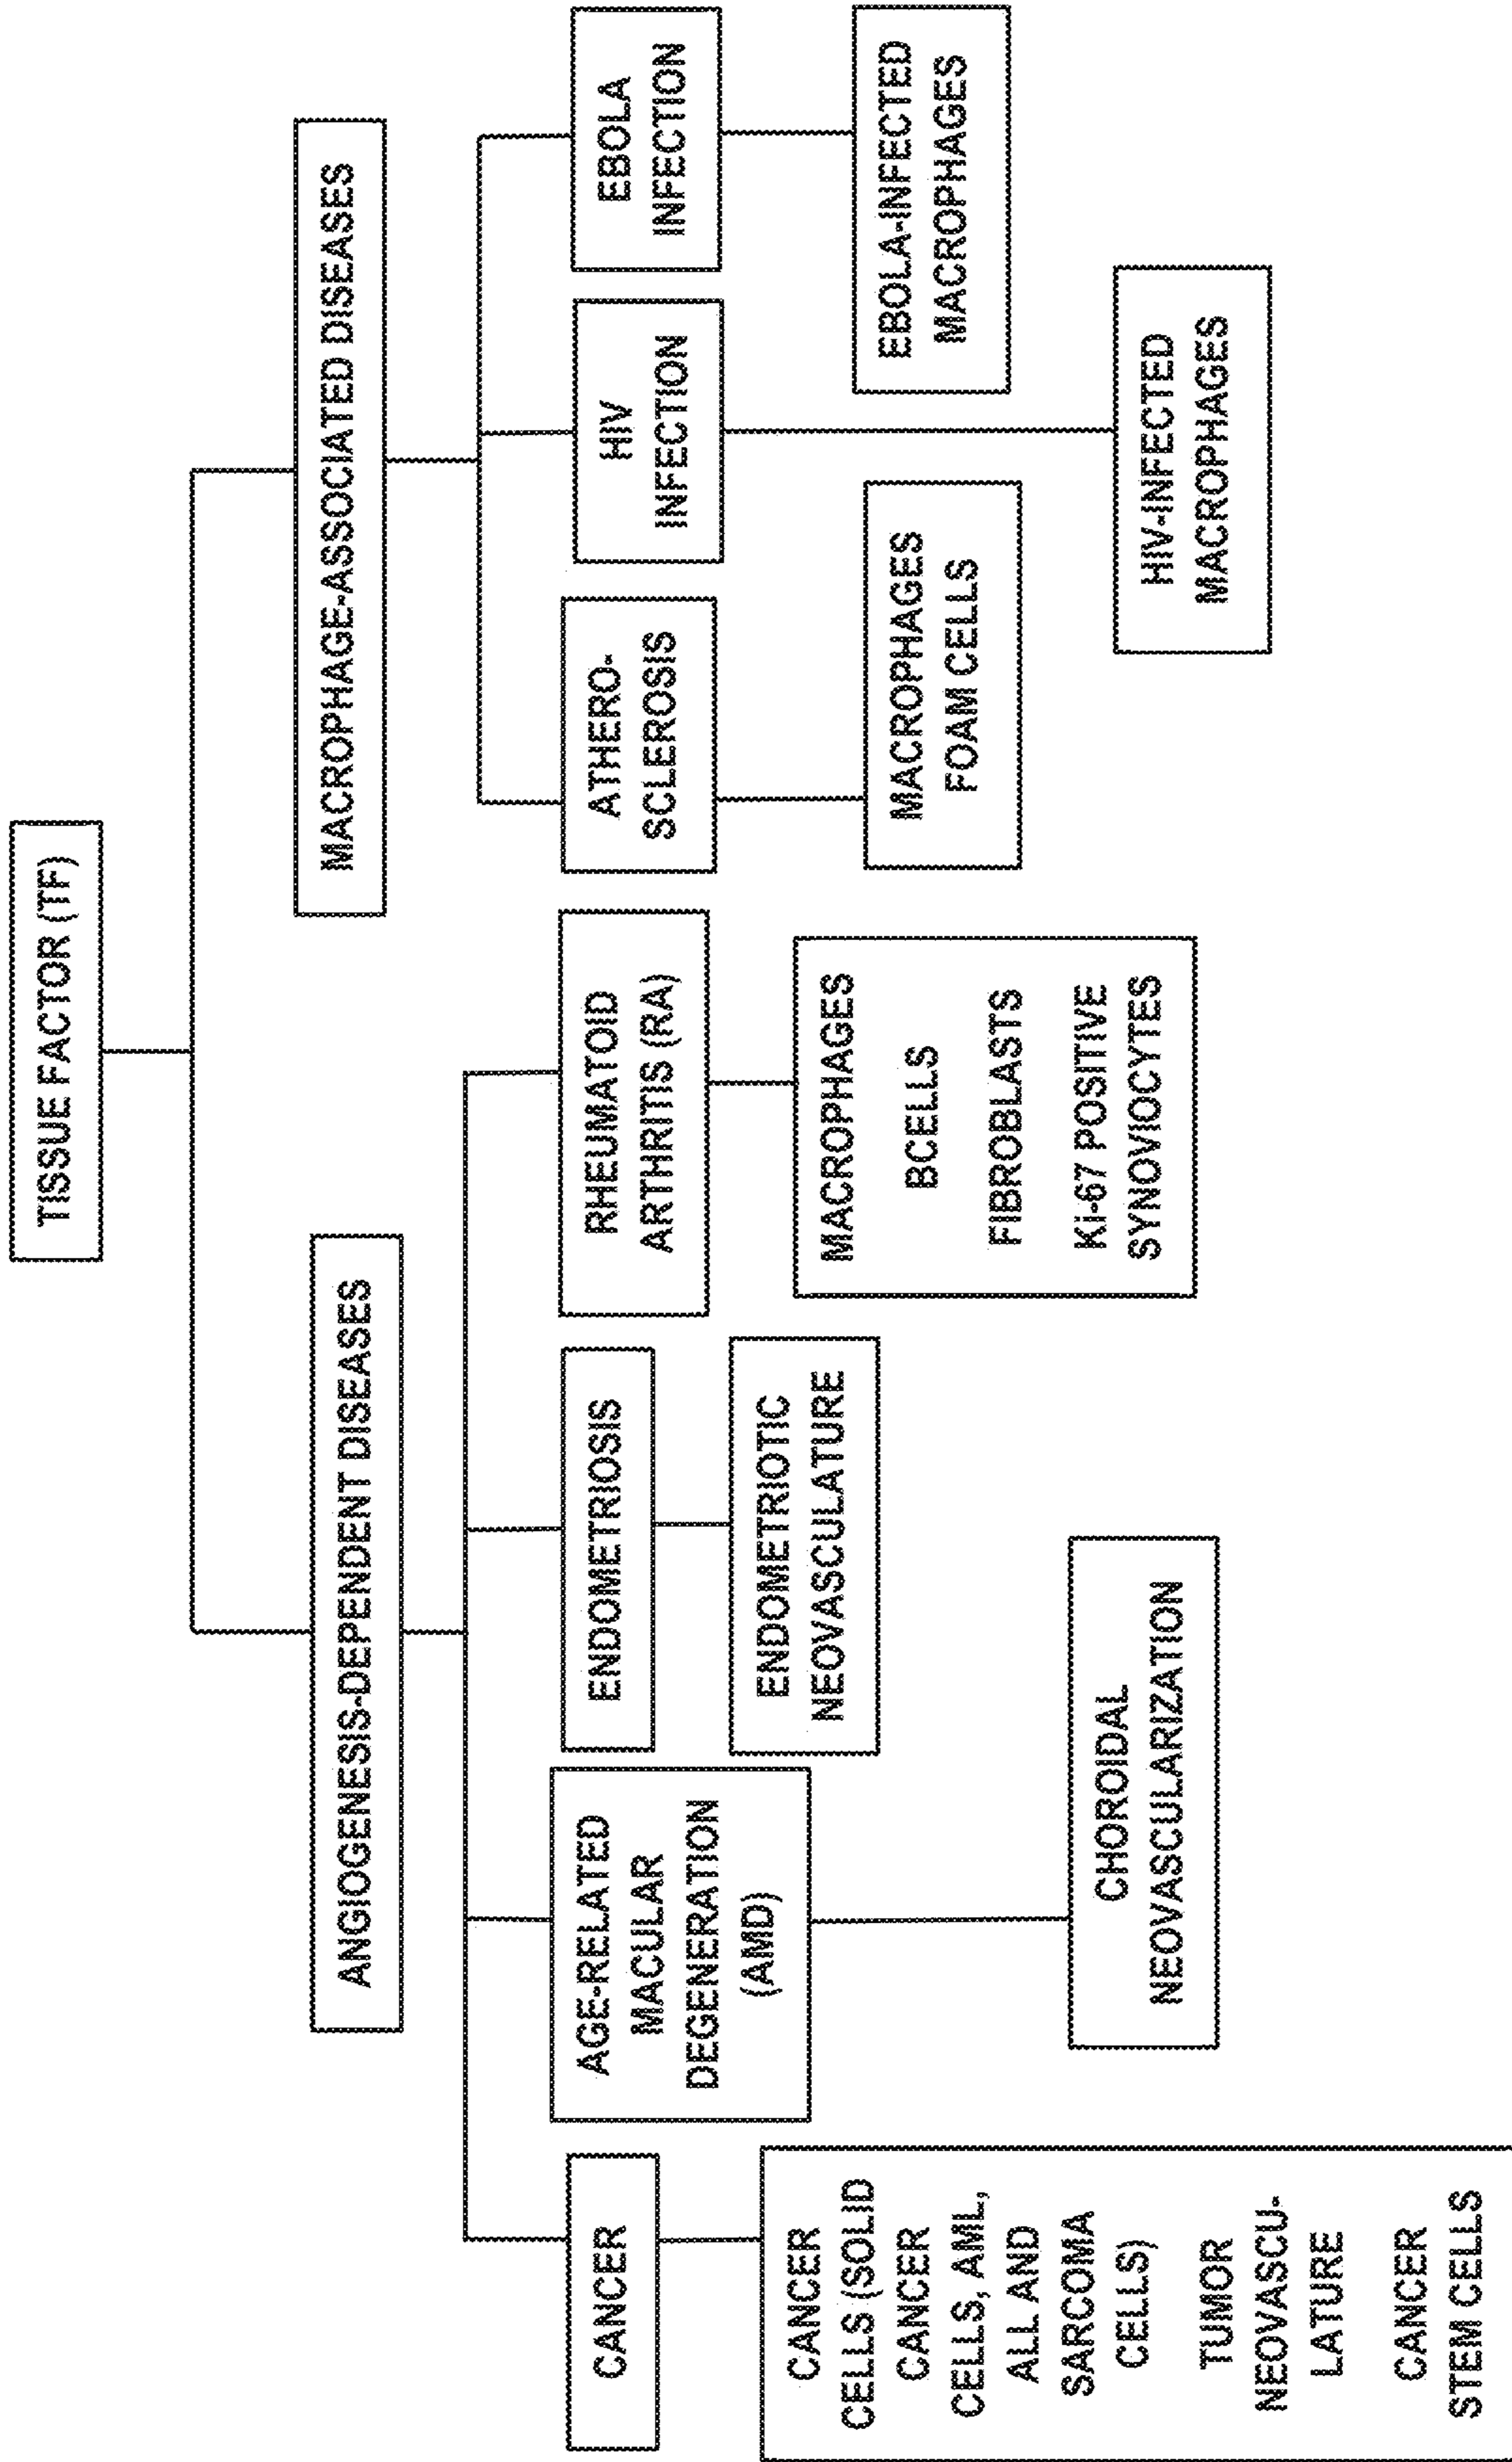 TISSUE FACTOR (TF)
ANGIOGENESIS-DEPENDENT DISEASES
MACROPHAGE-ASSOCIATED DISEASES
CANCER
AGE-RELATED
MACULAR
DEGENERATION
(AMD)
ENDOMETRIOSIS
RHEUMATOID
ARTHRITIS (RA)
ATHERO-
SCLEROSIS
HIV
INFECTION
EBOLA
INFECTION
CANCER
CELLS (SOLID
CANCER
CELLS, AML,
ALL AND
SARCOMA
CELLS)
TUMOR
NEOVASCU-
LATURE
CANCER
STEM CELLS
CHOROIDAL
NEOVASCULARIZATION
ENDOMETRIOTIC
NEOVASCULATURE
MACROPHAGES
BCELLS
FIBROBLASTS
Ki-67 POSITIVE
SYNOVIOCYTES
MACROPHAGES
FOAM CELLS
HIV-INFECTED
MACROPHAGES
EBOLA-INFECTED
MACROPHAGES